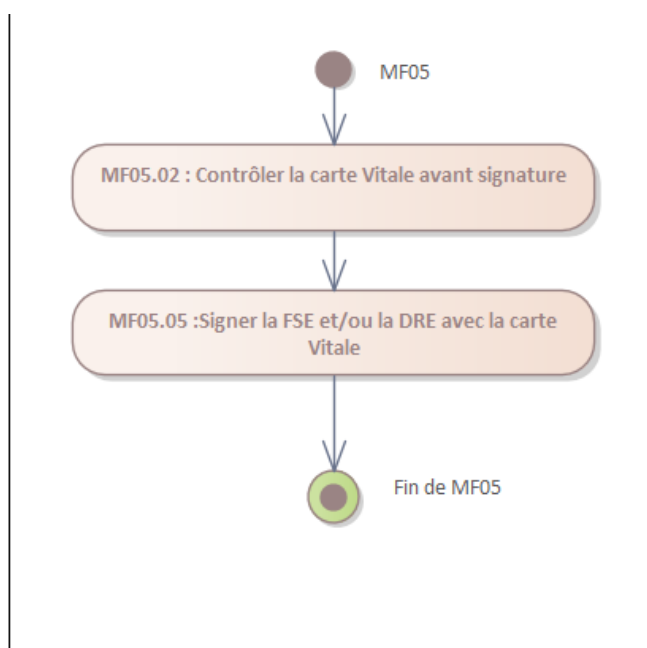 MF05
MF05.02 : Contrôler la carte Vitale avant signature
MF05.05 :Signer la FSE et/ou la DRE avec la carte
Vitale
Fin de MF05